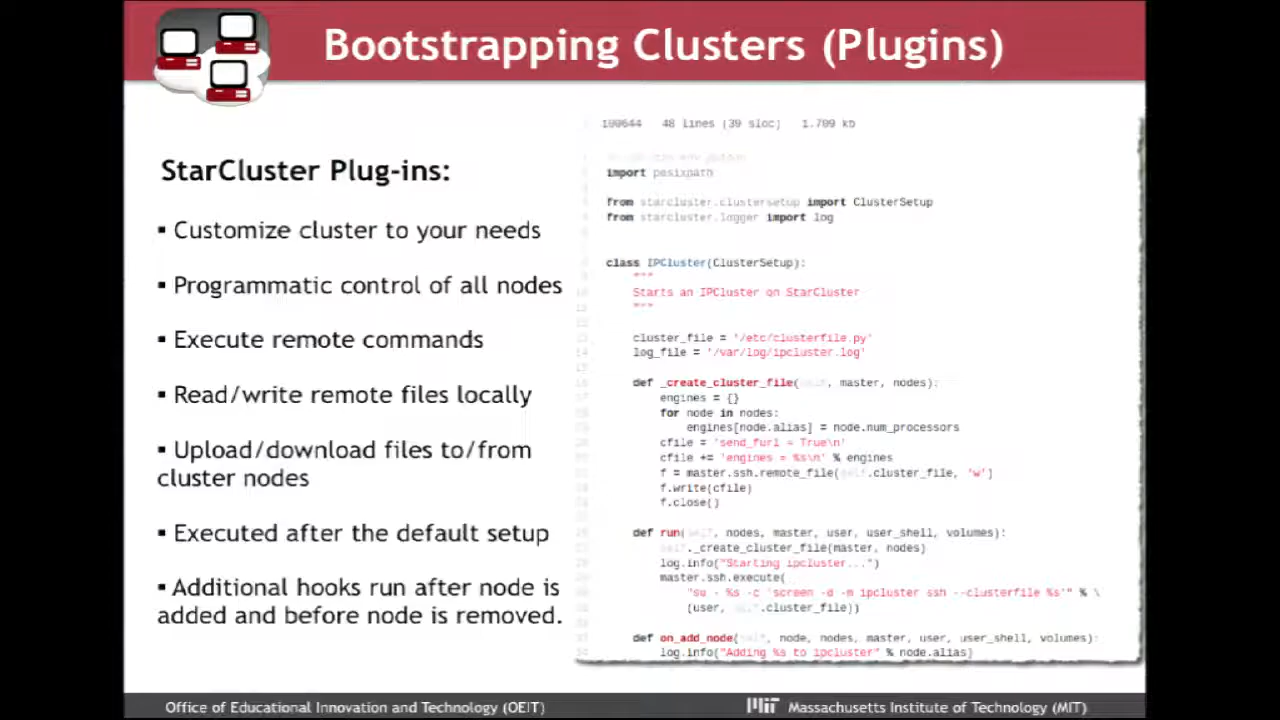 Bootstrapping Clusters (Plugins)
StarCluster Plug-ins:
▪ Customize cluster to your needs
▪ Programmatic control of all nodes
▪ Execute remote commands
▪ Read/write remote files locally
▪ Upload/download files to/from
cluster nodes
▪ Executed after the default setup
▪ Additional hooks run after node is
added and before node is removed.
100644 48 lines (39 sloc) 1.709 kb
import posixpath
from starcluster.clustersetup import ClusterSetup
from starcluster.logger import log
class IPCluster(ClusterSetup):
"""
Starts an IPCluster on StarCluster
"""
cluster_file = '/etc/clusterfile.py'
log_file = '/var/log/ipcluster.log'
def _create_cluster_file(self, master, nodes):
engines = {}
for node in nodes:
engines[node.alias] = node.num_processors
cfile = 'send_furl = True\n'
cfile += 'engines = %s\n' % engines
f = master.ssh.remote_file(self.cluster_file, 'w')
f.write(cfile)
f.close()
def run(self, nodes, master, user, user_shell, volumes):
self._create_cluster_file(master, nodes)
log.info("Starting ipcluster...")
master.ssh.execute(
"su - %s -c 'screen -d -m ipcluster ssh --clusterfile %s'" % \
(user, self.cluster_file))
def on_add_node(self, node, nodes, master, user, user_shell, volumes):
log.info("Adding %s to ipcluster" % node.alias)
Office of Educational Innovation and Technology (OEIT)
MIT Massachusetts Institute of Technology (MIT)